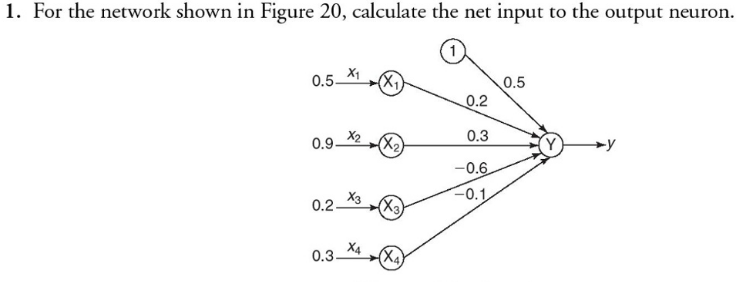 1. For the network shown in Figure 20, calculate the net input to the output neuron.
1
0.5 x₁ X₁ 0.5
0.2
0.9 x₂ X₂ 0.3 Y y
−0.6
0.2 x₃ X₃ −0.1
0.3 x₄ X₄